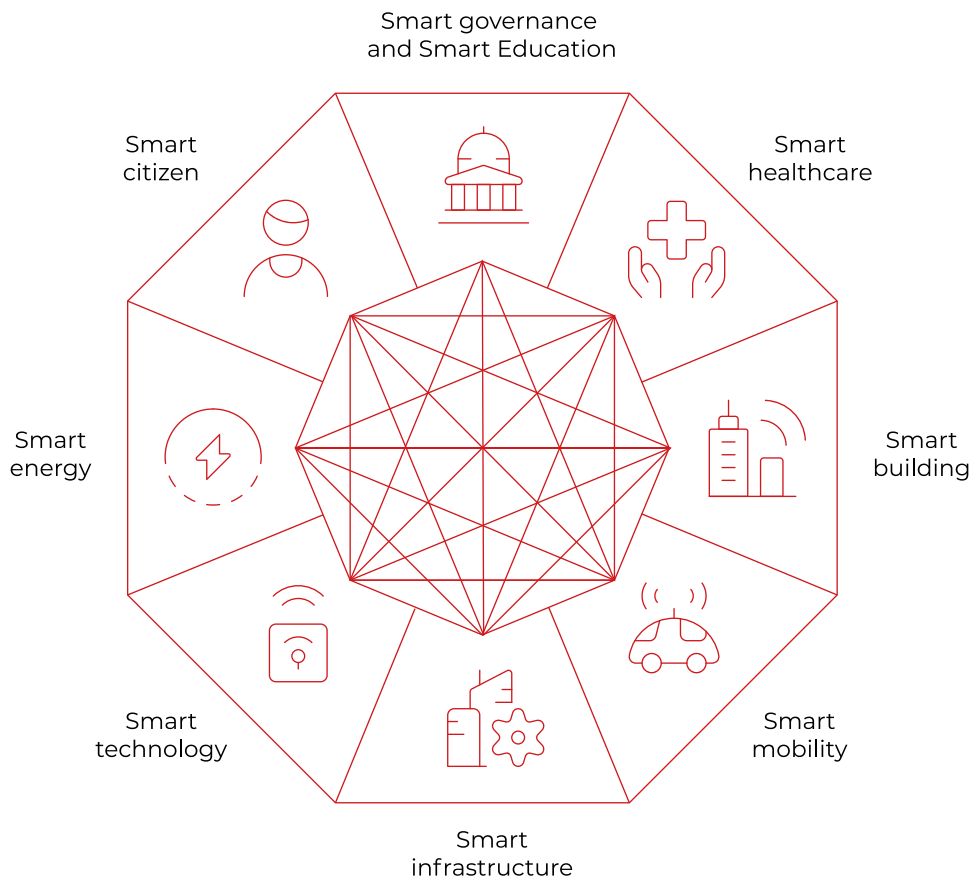 Smart governance
and Smart Education
Smart
citizen
Smart
healthcare
Smart
energy
Smart
building
Smart
technology
Smart
mobility
Smart
infrastructure